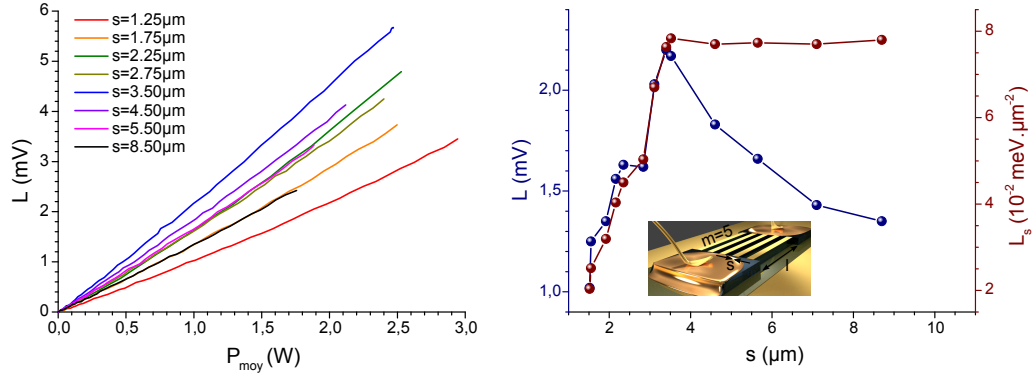 s=1.25µm
s=1.75µm
s=2.25µm
s=2.75µm
s=3.50µm
s=4.50µm
s=5.50µm
s=8.50µm
6
5
4
3
2
1
0
L (mV)
0,0 0,5 1,0 1,5 2,0 2,5 3,0
P_moy (W)
2,0
1,5
1,0
L (mV)
m=5
s
l
8
6
4
2
L_s (10^-2 meV.µm^-2)
2 4 6 8 10
s (µm)